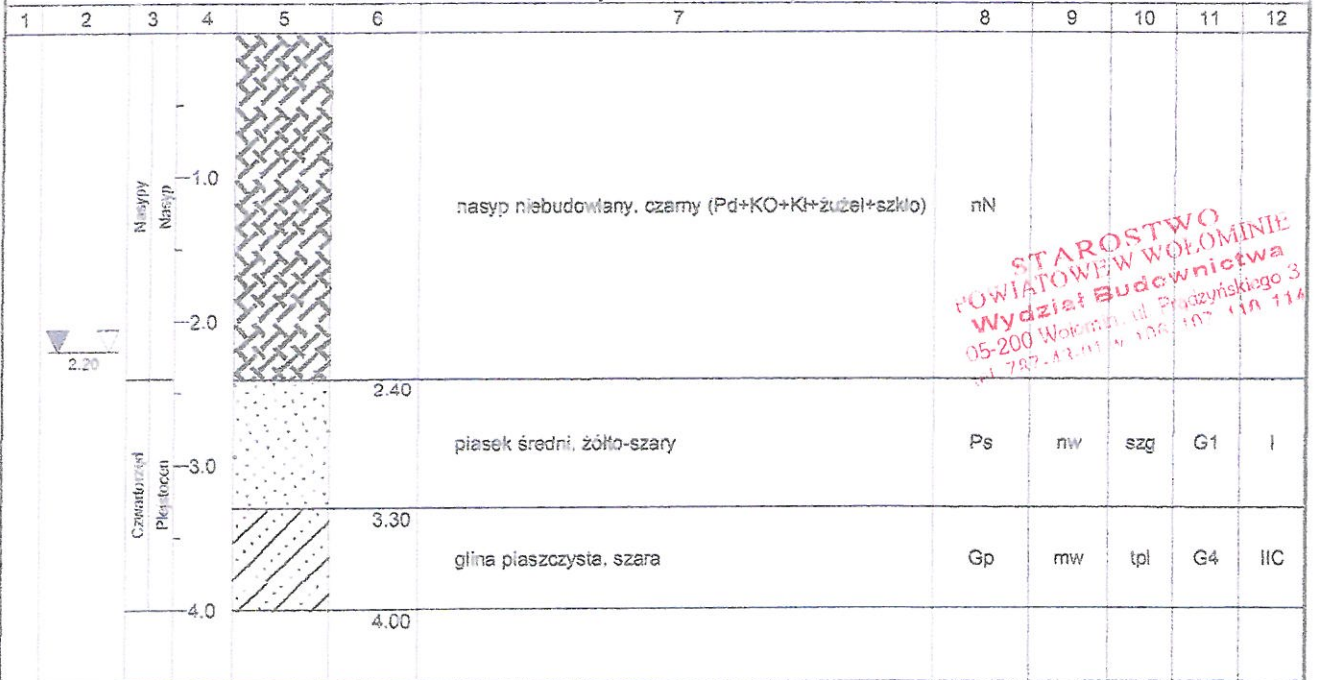 1 2 3 4 5 6 7 8 9 10 11 12
Nasypy
Nasyp
1.0
nasyp niebudowlany, czarny (Pd+KO+Kł+żużel+szkło) nN
STAROSTWO
POWIATOWE W WOŁOMINIE
Wydział Budownictwa
05-200 Wołomin, ul. Prądzyńskiego 3
2.0
2.20
2.40
piasek średni, żółto-szary Ps nw szg G1 I
Czwartorzęd
Plejstocen
3.0
3.30
glina piaszczysta, szara Gp mw tpl G4 IIC
4.0
4.00